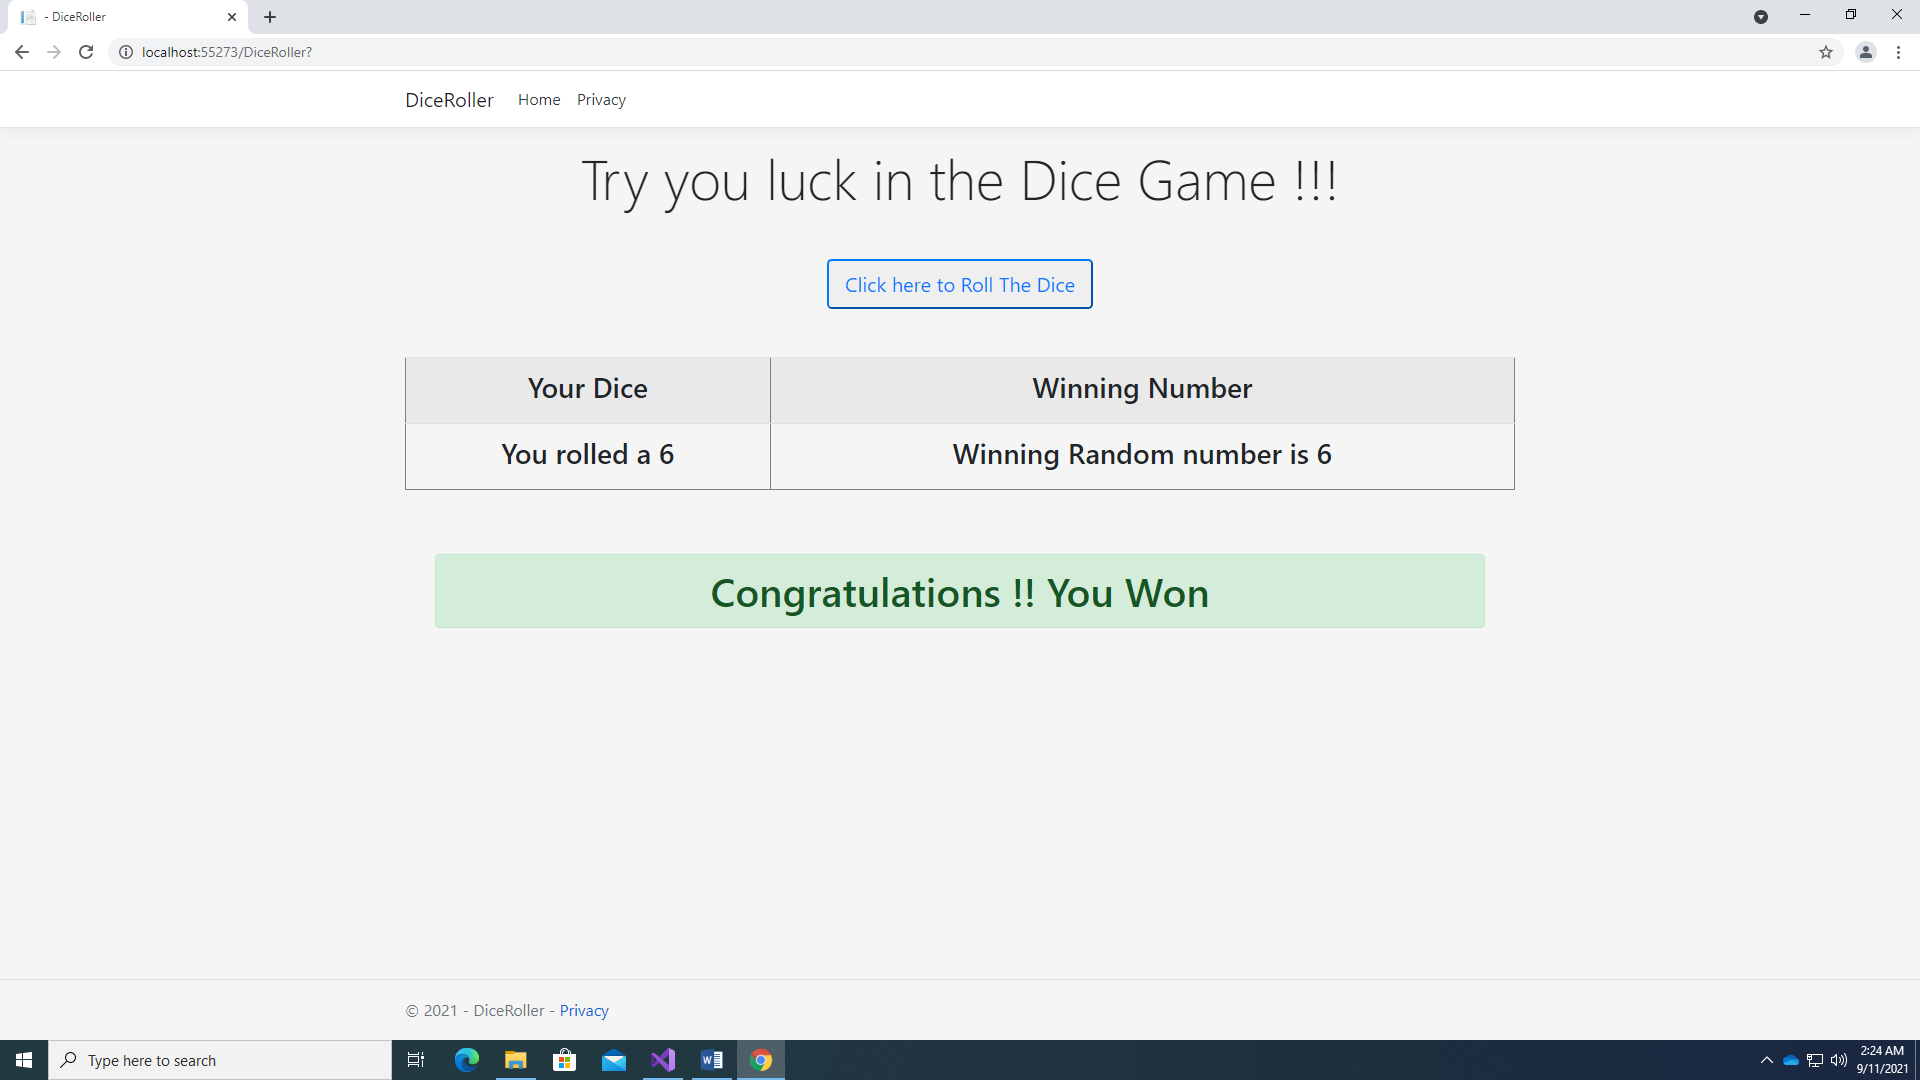 - DiceRoller
localhost:55273/DiceRoller?
DiceRoller Home Privacy
Try you luck in the Dice Game !!!
Click here to Roll The Dice
Your Dice Winning Number
You rolled a 6 Winning Random number is 6
Congratulations !! You Won
© 2021 - DiceRoller - Privacy
Type here to search
2:24 AM
9/11/2021